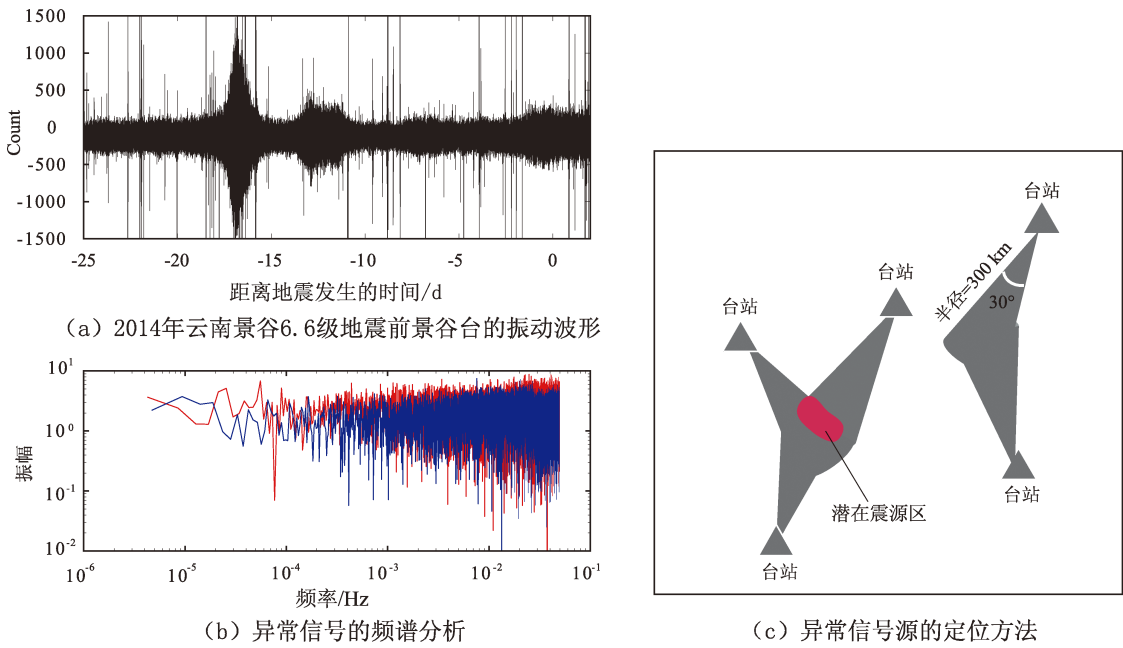 1500
1000
500
0
-500
-1000
-1500
Count
-25 -20 -15 -10 -5 0
距离地震发生的时间/d
(a) 2014年云南景谷6.6级地震前景谷台的振动波形
10¹
10⁰
10⁻¹
10⁻²
振幅
10⁻⁶ 10⁻⁵ 10⁻⁴ 10⁻³ 10⁻² 10⁻¹
频率/Hz
(b) 异常信号的频谱分析
台站
台站
台站
半径=300 km
30°
潜在震源区
台站
台站
(c) 异常信号源的定位方法